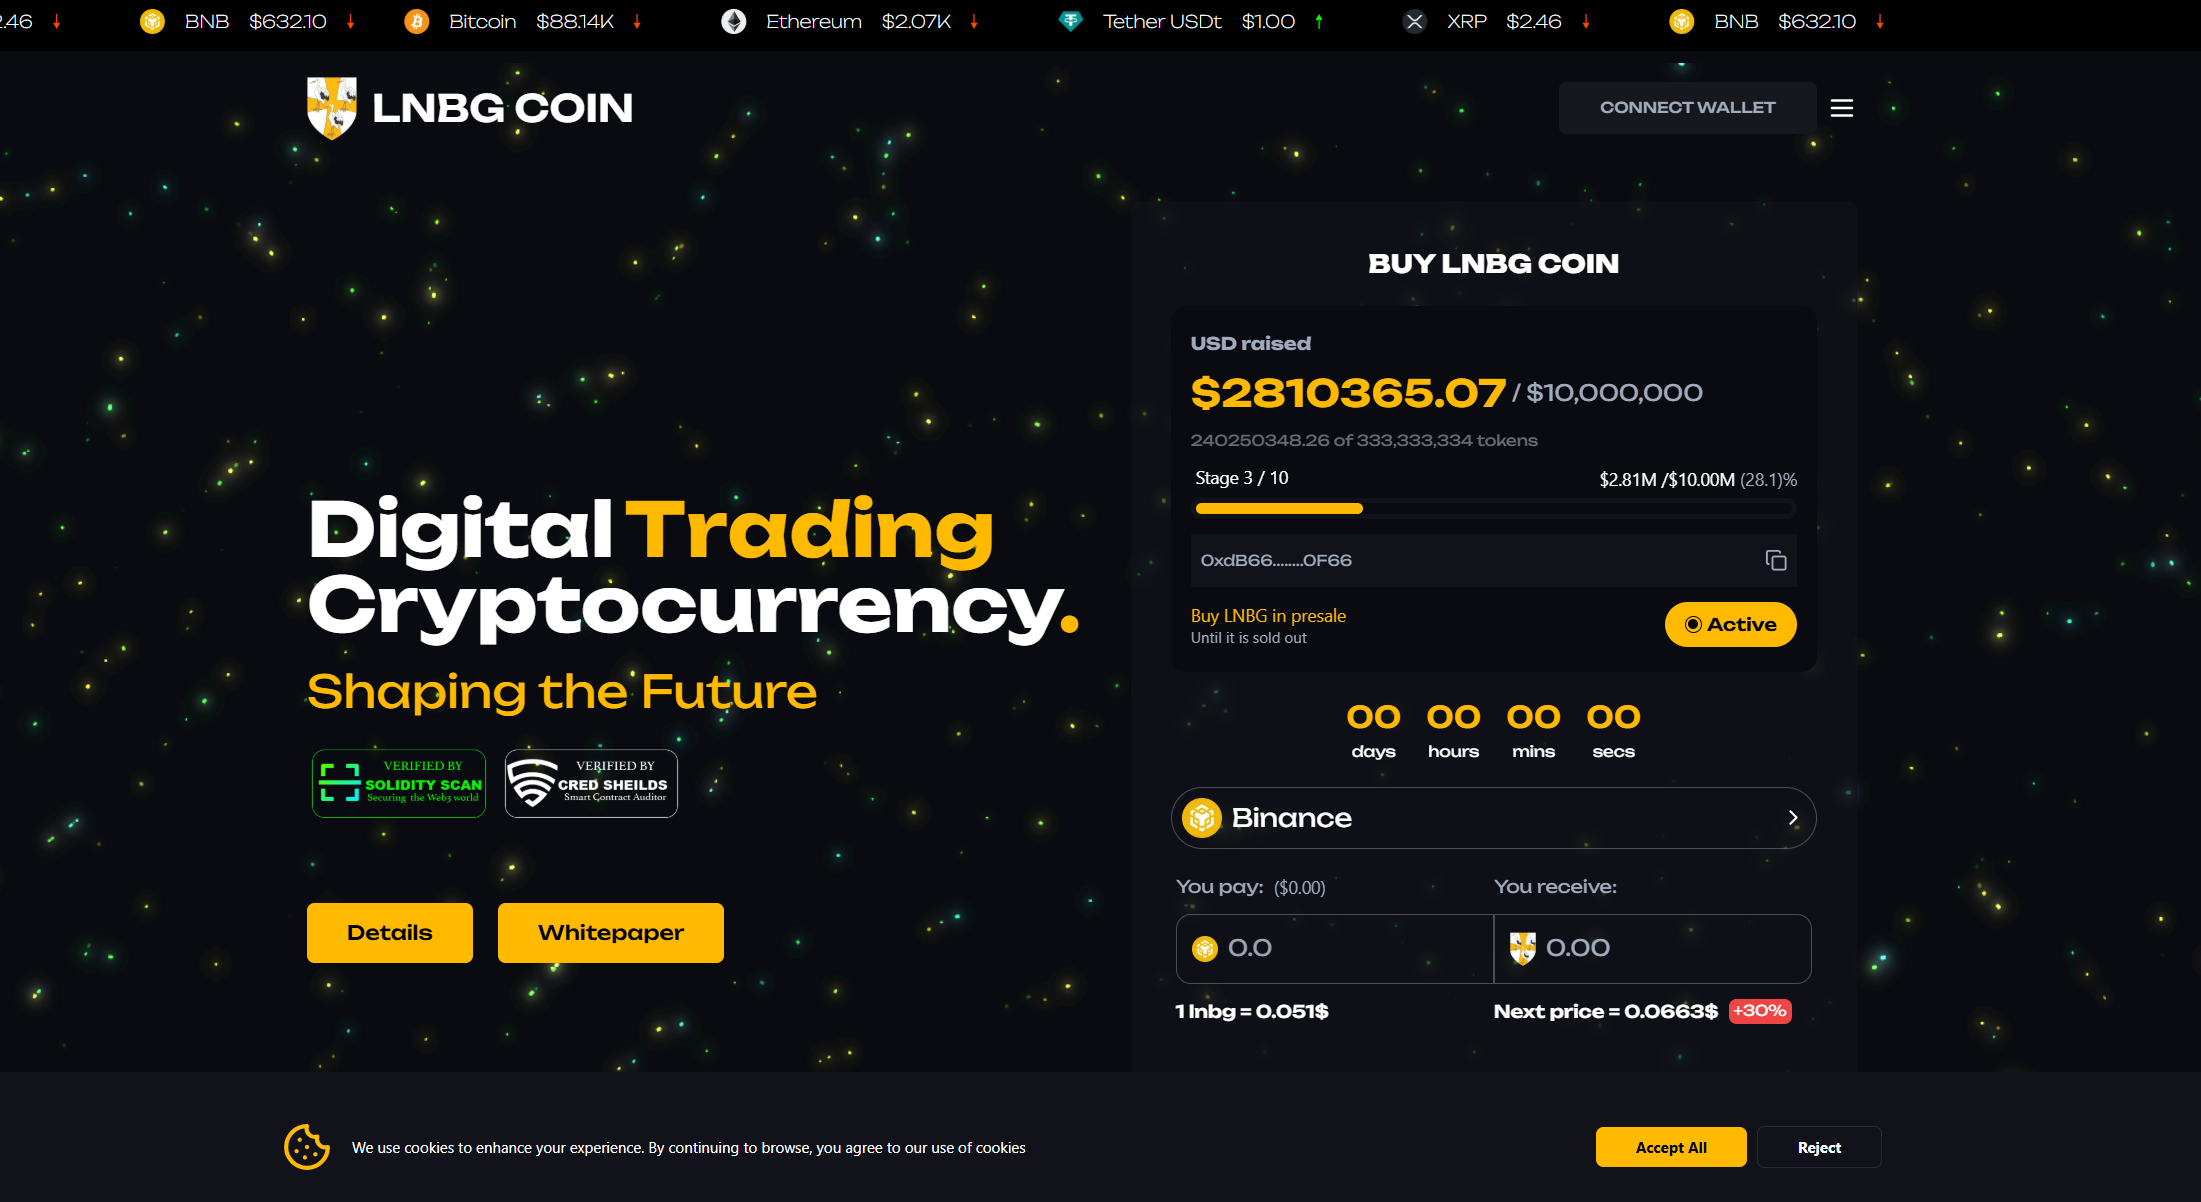 2.46 ↓ BNB $632.10 ↓ Bitcoin $88.14K ↓ Ethereum $2.07K ↓ Tether USDt $1.00 ↑ XRP $2.46 ↓ BNB $632.10 ↓
LNBG COIN
CONNECT WALLET
BUY LNBG COIN
USD raised
$2810365.07 / $10,000,000
240250348.26 of 333,333,334 tokens
Stage 3 / 10
$2.81M /$10.00M (28.1)%
0xdB66........0F66
Buy LNBG in presale
Until it is sold out
Active
Digital Trading
Cryptocurrency.
Shaping the Future
VERIFIED BY
SOLIDITY SCAN
Securing the Web3 world
VERIFIED BY
CRED SHEILDS
Smart Contract Auditor
Details
Whitepaper
00 00 00 00
days hours mins secs
Binance
You pay: ($0.00)
You receive:
0.0
0.00
1 lnbg = 0.051$
Next price = 0.0663$ +30%
We use cookies to enhance your experience. By continuing to browse, you agree to our use of cookies
Accept All
Reject